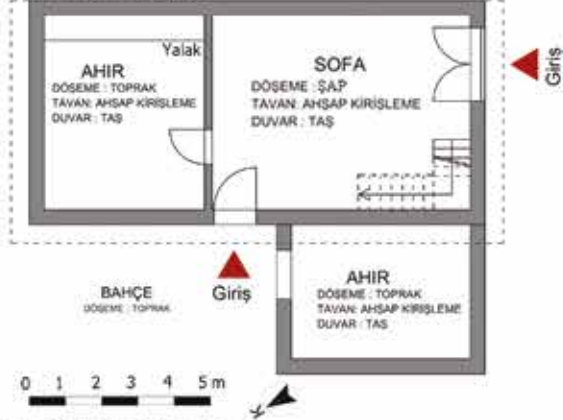 Yalak
AHIR
DÖŞEME : TOPRAK
TAVAN: AHŞAP KİRİŞLEME
DUVAR : TAŞ
SOFA
DÖŞEME : ŞAP
TAVAN: AHŞAP KİRİŞLEME
DUVAR : TAŞ
Giriş
Giriş
BAHÇE
DÖŞEME : TOPRAK
AHIR
DÖŞEME : TOPRAK
TAVAN: AHŞAP KİRİŞLEME
DUVAR : TAŞ
0 1 2 3 4 5 m
K